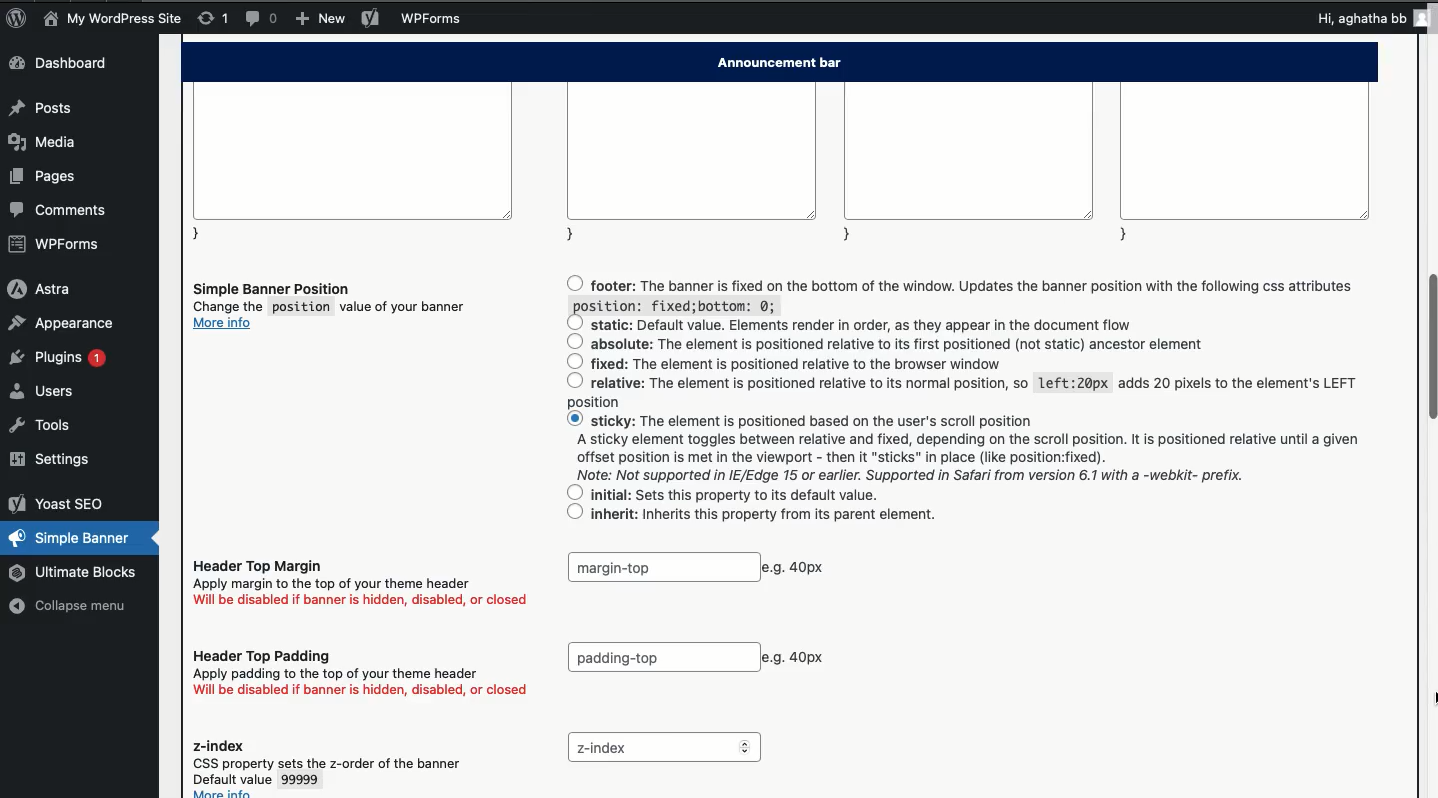 My WordPress Site 1 0 New WPForms Hi, aghatha bb
Dashboard
Posts
Media
Pages
Comments
WPForms
Astra
Appearance
Plugins 1
Users
Tools
Settings
Yoast SEO
Simple Banner
Ultimate Blocks
Collapse menu
Announcement bar
} } } }
Simple Banner Position
Change the position value of your banner
More info
footer: The banner is fixed on the bottom of the window. Updates the banner position with the following css attributes
position: fixed;bottom: 0;
static: Default value. Elements render in order, as they appear in the document flow
absolute: The element is positioned relative to its first positioned (not static) ancestor element
fixed: The element is positioned relative to the browser window
relative: The element is positioned relative to its normal position, so left:20px adds 20 pixels to the element's LEFT
position
sticky: The element is positioned based on the user's scroll position
A sticky element toggles between relative and fixed, depending on the scroll position. It is positioned relative until a given
offset position is met in the viewport - then it "sticks" in place (like position:fixed).
Note: Not supported in IE/Edge 15 or earlier. Supported in Safari from version 6.1 with a -webkit- prefix.
initial: Sets this property to its default value.
inherit: Inherits this property from its parent element.
Header Top Margin
Apply margin to the top of your theme header
Will be disabled if banner is hidden, disabled, or closed
margin-top e.g. 40px
Header Top Padding
Apply padding to the top of your theme header
Will be disabled if banner is hidden, disabled, or closed
padding-top e.g. 40px
z-index
CSS property sets the z-order of the banner
Default value 99999
More info
z-index